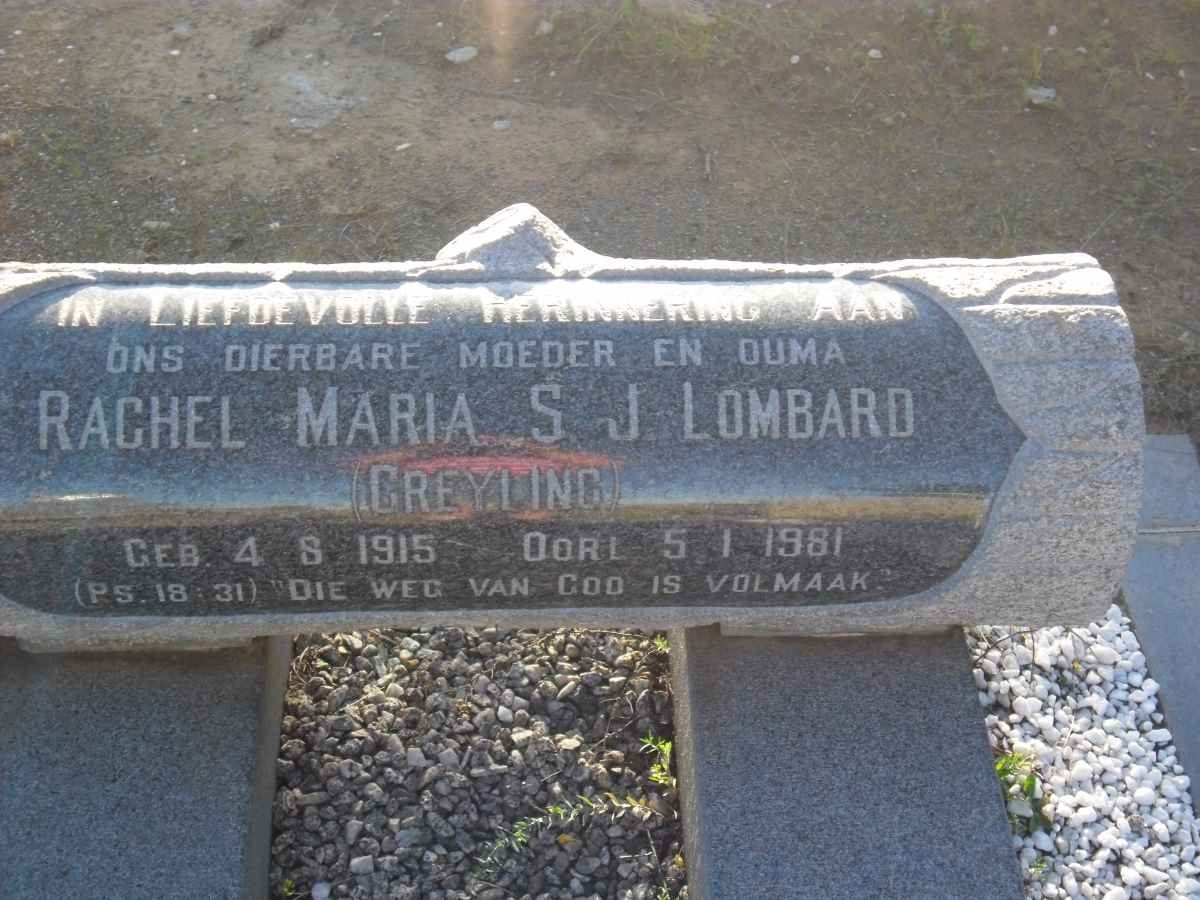 IN LIEFDEVOLLE HERINNERING AAN
ONS DIERBARE MOEDER EN OUMA
RACHEL MARIA S J LOMBARD
(GREYLING)
GEB. 4 8 1915 OORL 5 1 1981
(PS. 18:31) "DIE WEG VAN GOD IS VOLMAAK"